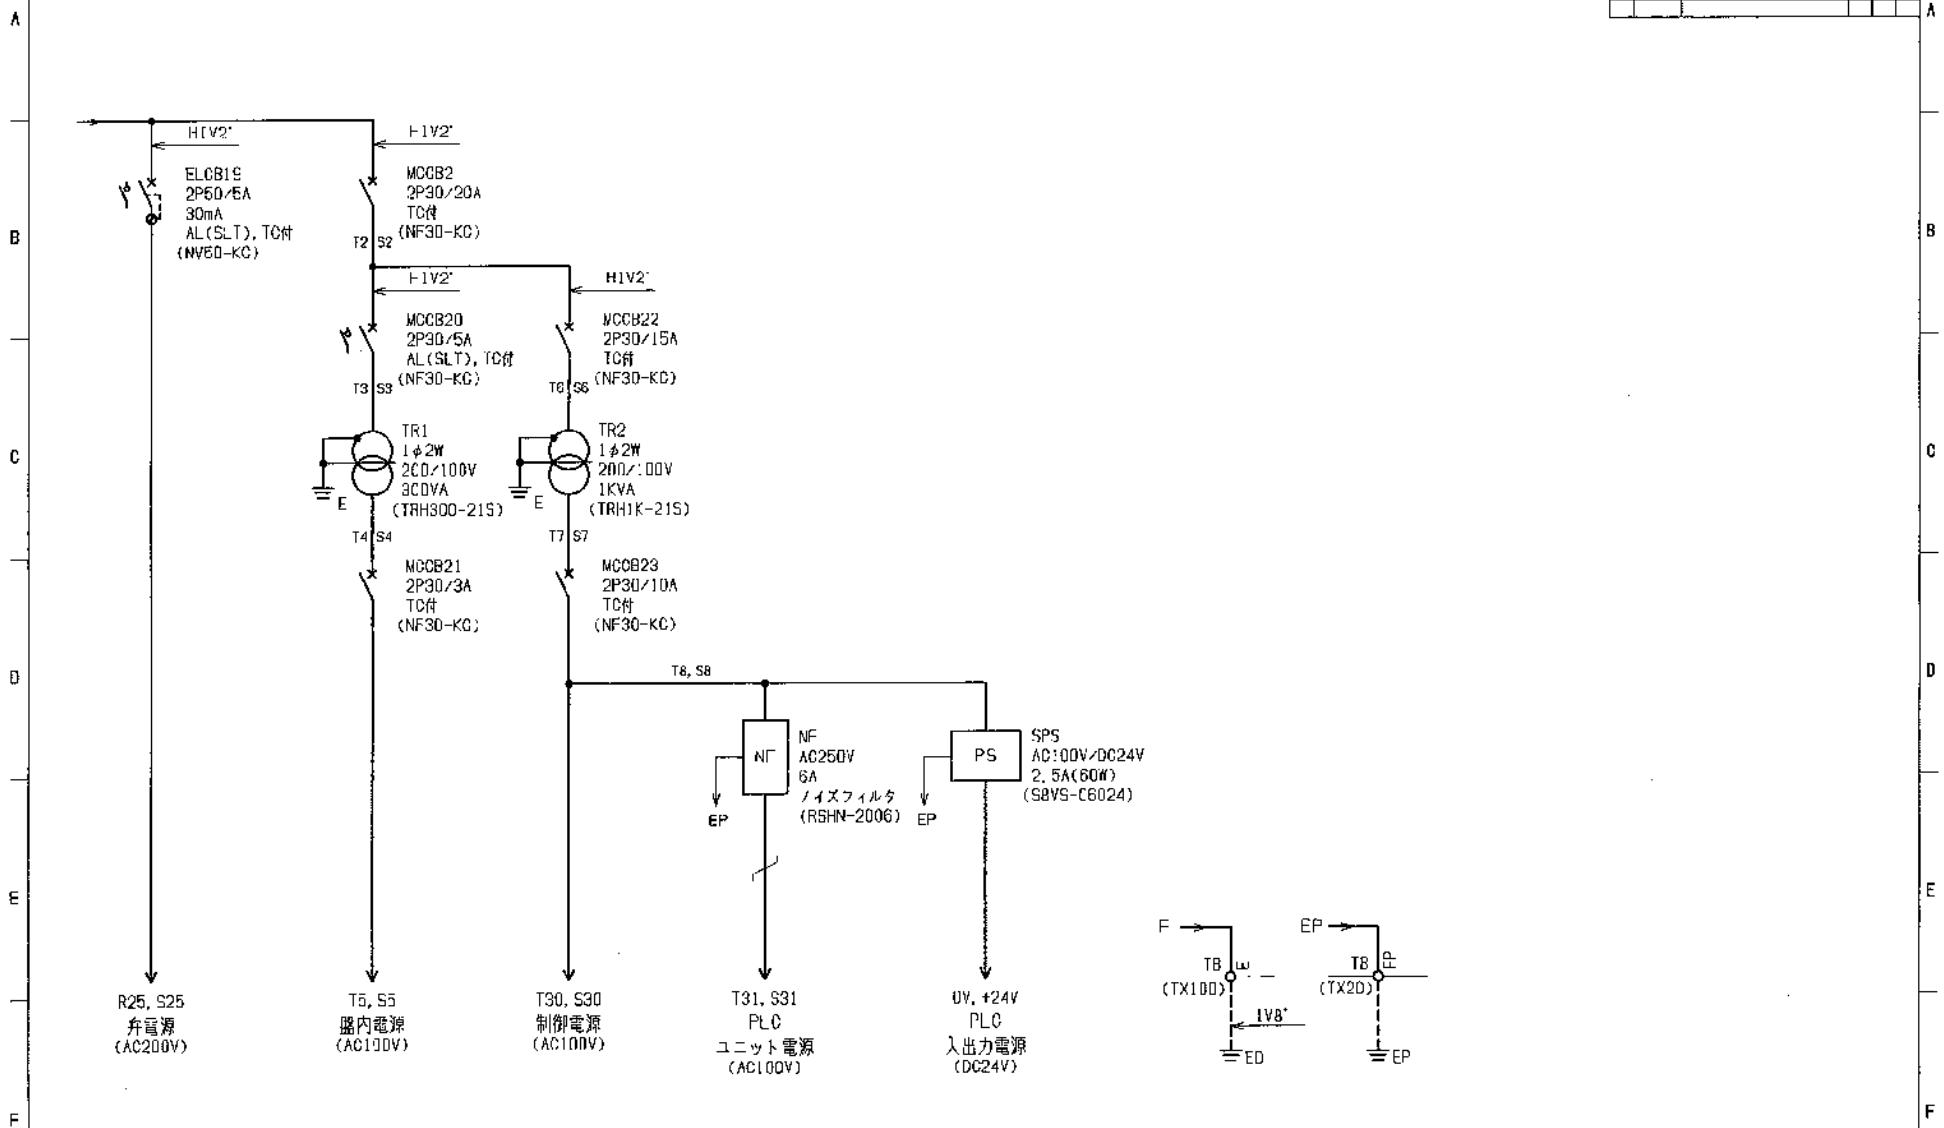 A
A
HIV2°
HIV2°
ELCB19
2P50/5A
30mA
AL(SLT), TC付
(NV50-KC)
MCCB2
2P30/20A
TC付
(NF30-KC)
B
B
T2 S2
HIV2°
HIV2°
MCCB20
2P30/5A
AL(SLT), TC付
(NF30-KC)
MCCB22
2P30/15A
TC付
(NF30-KC)
T3 S3
T6 S6
TR1
1φ2W
200/100V
300VA
(TRH300-21S)
E
TR2
1φ2W
200/100V
1KVA
(TRH1K-21S)
E
C
C
T4 S4
T7 S7
MCCB21
2P30/3A
TC付
(NF30-KC)
MCCB23
2P30/10A
TC付
(NF30-KC)
D
D
T8, S8
NF
NF
AC250V
6A
ノイズフィルタ
(RSHN-2006)
EP
PS
SPS
AC100V/DC24V
2.5A(60W)
(S8VS-C6024)
EP
E
E
E
TB
E
(TX100)
IV8°
ED
EP
TB
EP
(TX20)
EP
R25, S25
弁電源
(AC200V)
T5, S5
盤内電源
(AC100V)
T30, S30
制御電源
(AC100V)
T31, S31
PLC
ユニット電源
(AC100V)
0V, +24V
PLC
入出力電源
(DC24V)
F
F